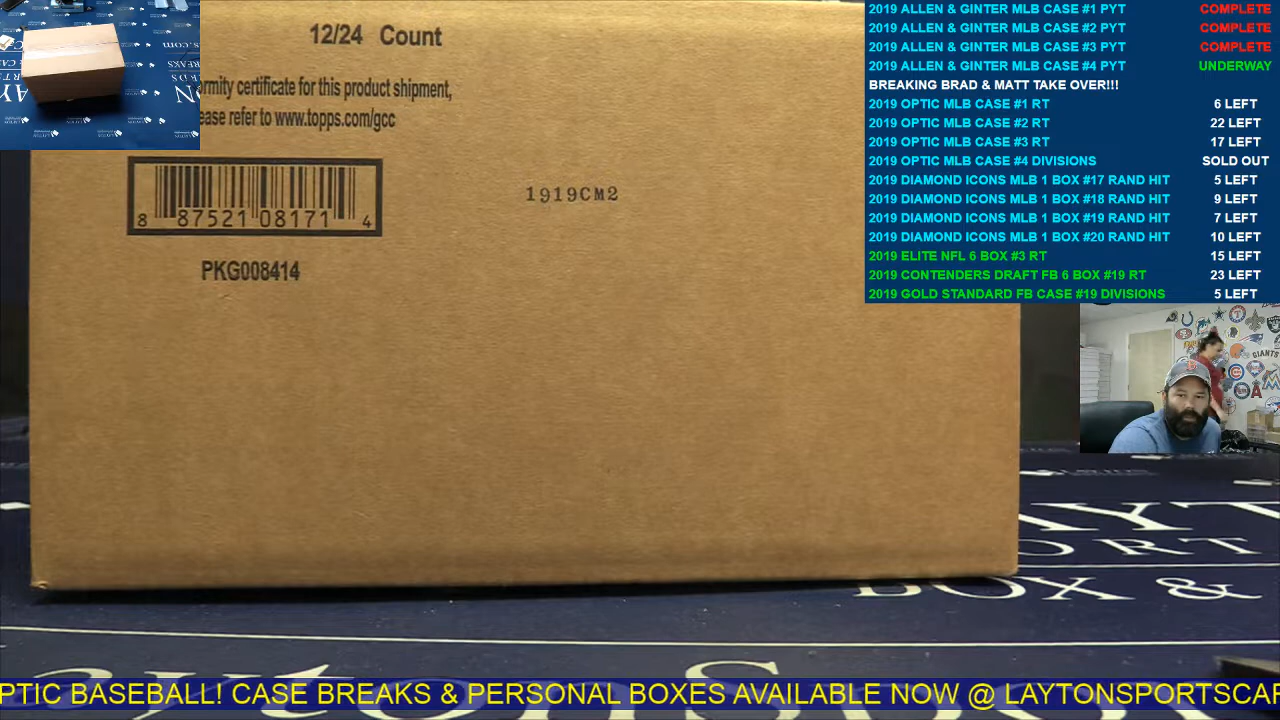 12/24 Count
rmity certificate for this product shipment,
ease refer to www.topps.com/gcc
8 87521 08171 4
1919CM2
PKG008414
2019 ALLEN & GINTER MLB CASE #1 PYT COMPLETE
2019 ALLEN & GINTER MLB CASE #2 PYT COMPLETE
2019 ALLEN & GINTER MLB CASE #3 PYT COMPLETE
2019 ALLEN & GINTER MLB CASE #4 PYT UNDERWAY
BREAKING BRAD & MATT TAKE OVER!!!
2019 OPTIC MLB CASE #1 RT 6 LEFT
2019 OPTIC MLB CASE #2 RT 22 LEFT
2019 OPTIC MLB CASE #3 RT 17 LEFT
2019 OPTIC MLB CASE #4 DIVISIONS SOLD OUT
2019 DIAMOND ICONS MLB 1 BOX #17 RAND HIT 5 LEFT
2019 DIAMOND ICONS MLB 1 BOX #18 RAND HIT 9 LEFT
2019 DIAMOND ICONS MLB 1 BOX #19 RAND HIT 7 LEFT
2019 DIAMOND ICONS MLB 1 BOX #20 RAND HIT 10 LEFT
2019 ELITE NFL 6 BOX #3 RT 15 LEFT
2019 CONTENDERS DRAFT FB 6 BOX #19 RT 23 LEFT
2019 GOLD STANDARD FB CASE #19 DIVISIONS 5 LEFT
GIANTS
AYT
ORT
BOX &
PTIC BASEBALL! CASE BREAKS & PERSONAL BOXES AVAILABLE NOW @ LAYTONSPORTSCAR